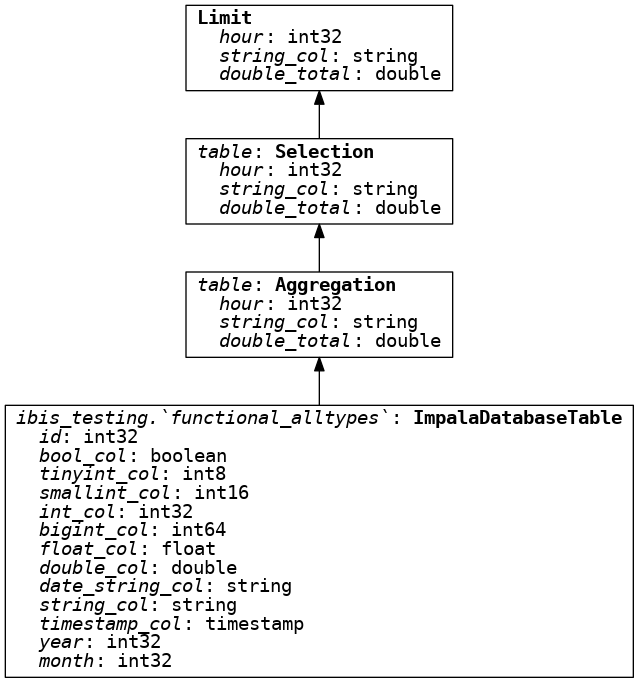 Limit
hour: int32
string_col: string
double_total: double
table: Selection
hour: int32
string_col: string
double_total: double
table: Aggregation
hour: int32
string_col: string
double_total: double
ibis_testing.`functional_alltypes`: ImpalaDatabaseTable
id: int32
bool_col: boolean
tinyint_col: int8
smallint_col: int16
int_col: int32
bigint_col: int64
float_col: float
double_col: double
date_string_col: string
string_col: string
timestamp_col: timestamp
year: int32
month: int32